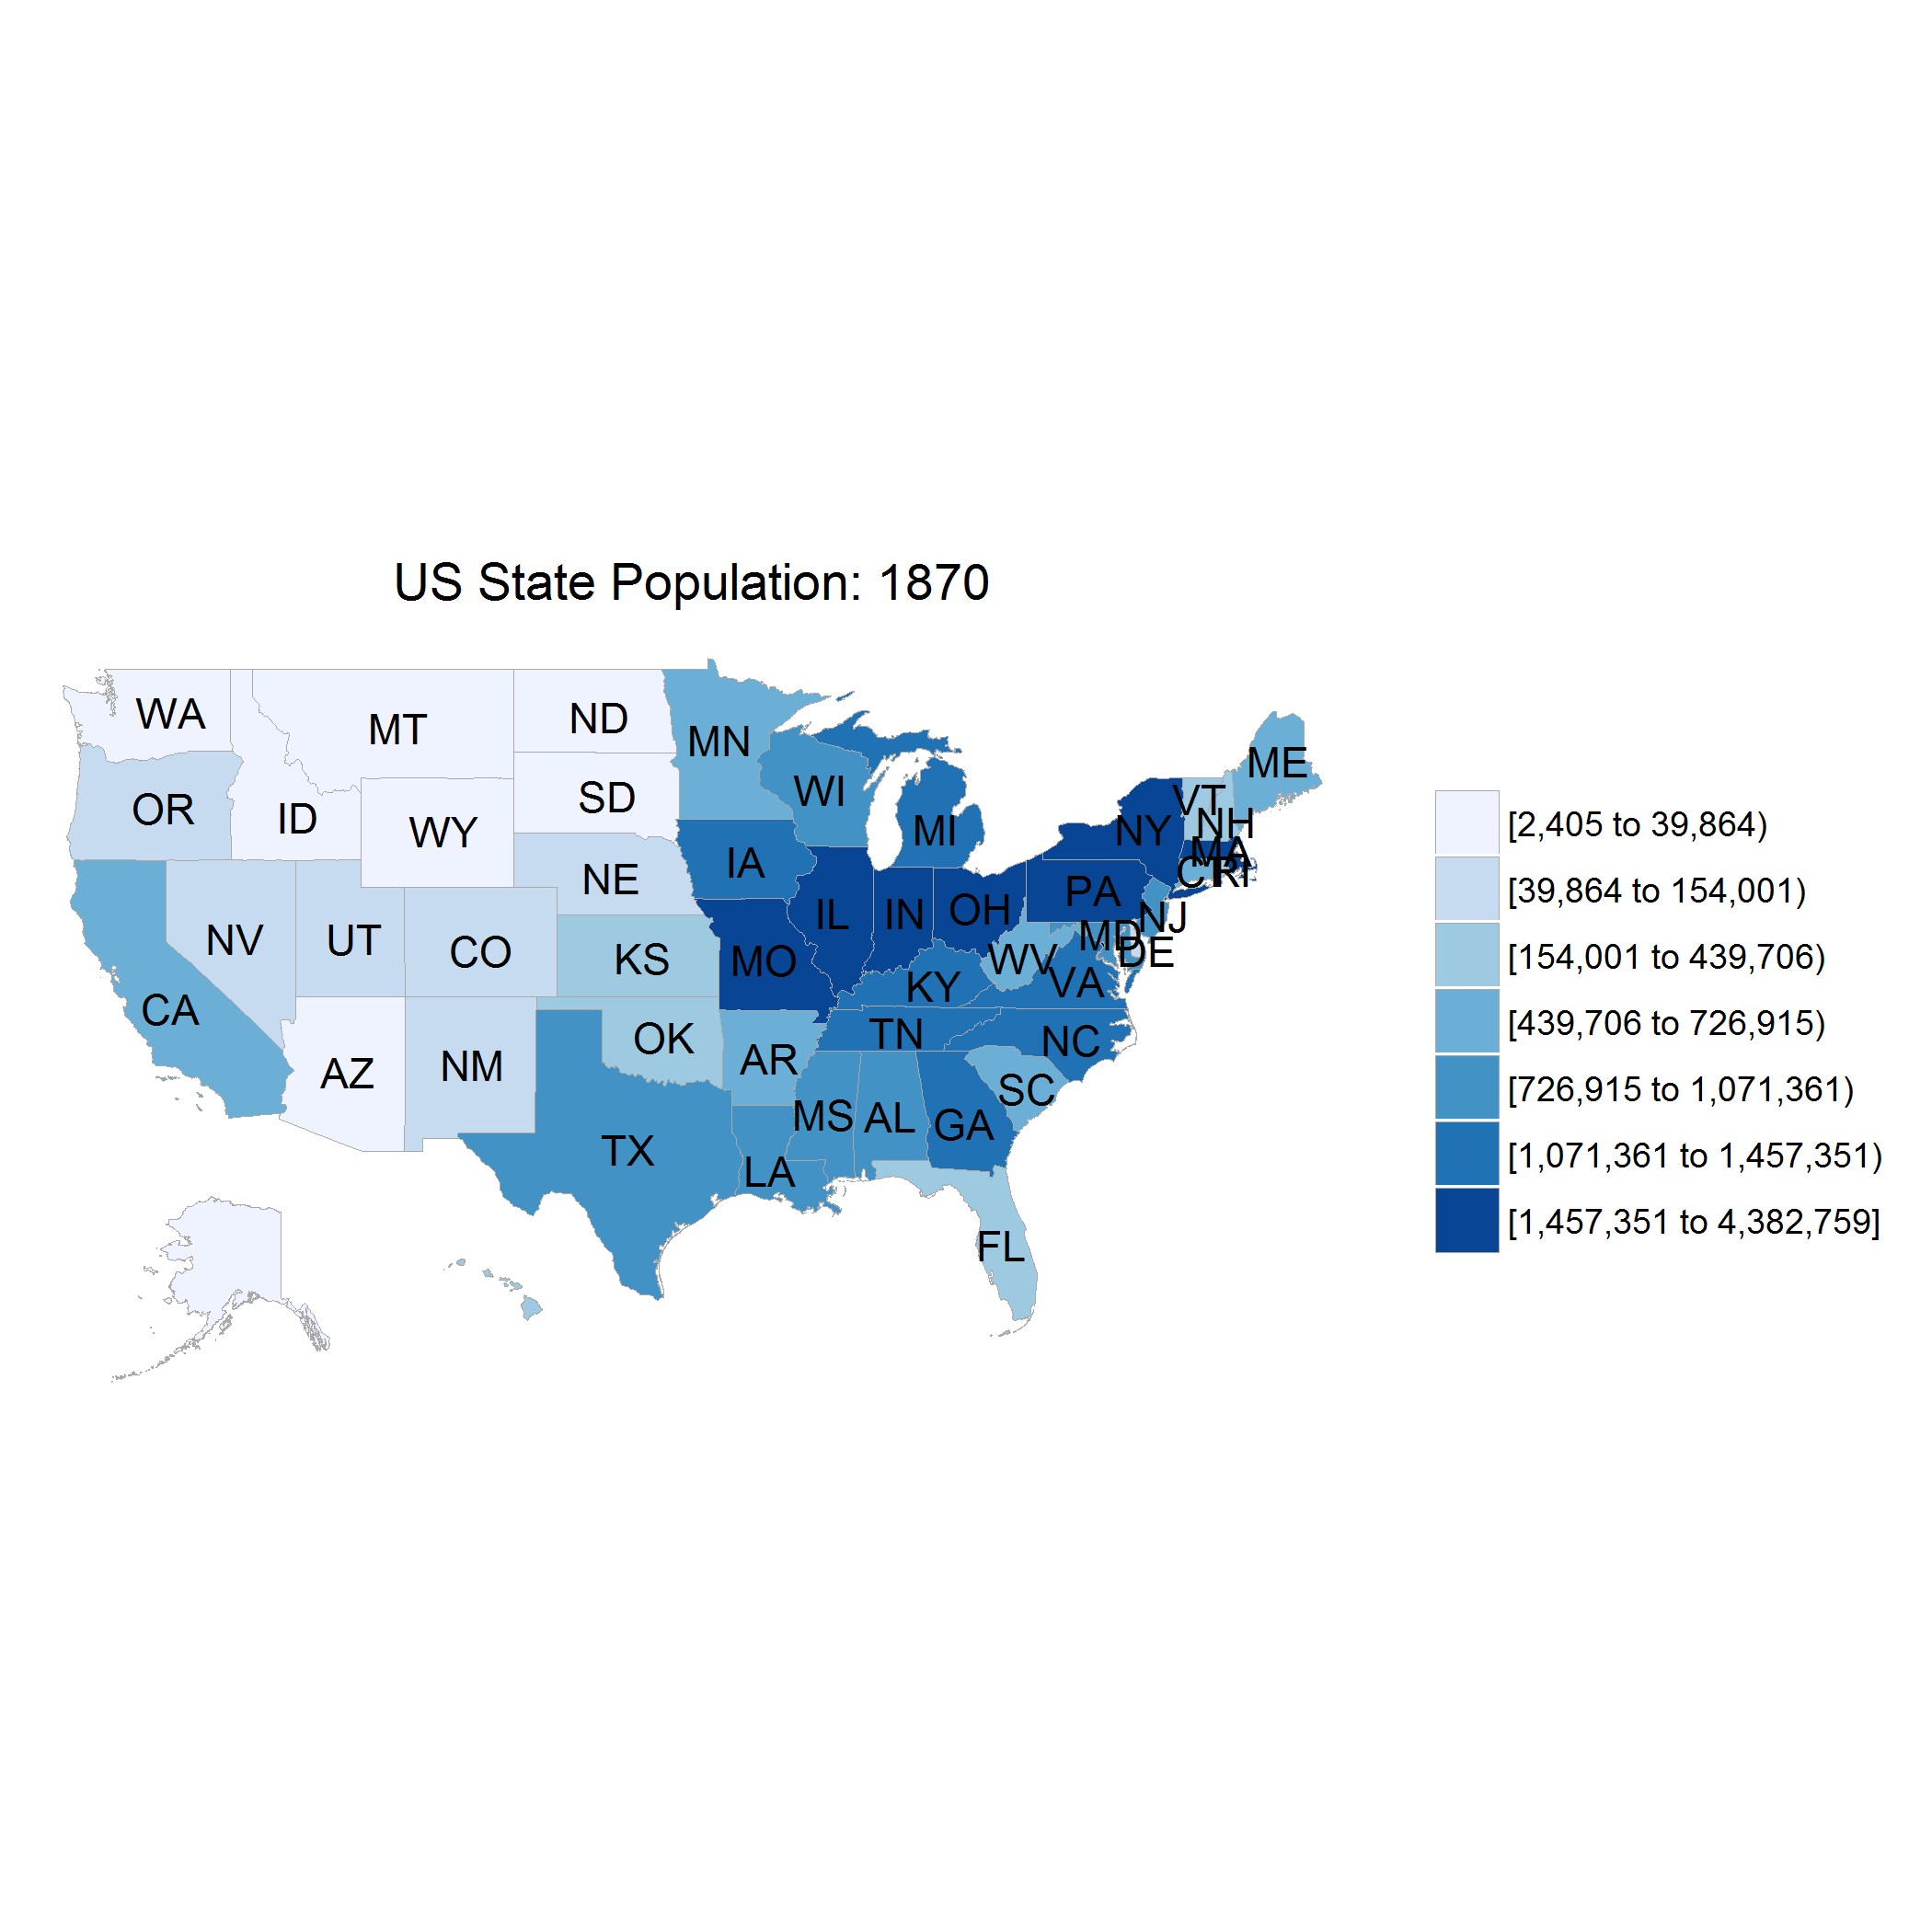 US State Population: 1870
WA
MT
ND
MN
ME
OR
ID
WY
SD
WI
MI
NY
VT
NH
MA
CT
RI
IA
NE
PA
NJ
IL
IN
OH
NV
UT
CO
KS
MO
WV
MD
DE
KY
VA
CA
OK
TN
NC
AZ
NM
AR
SC
MS
AL
GA
TX
LA
FL
[2,405 to 39,864)
[39,864 to 154,001)
[154,001 to 439,706)
[439,706 to 726,915)
[726,915 to 1,071,361)
[1,071,361 to 1,457,351)
[1,457,351 to 4,382,759]